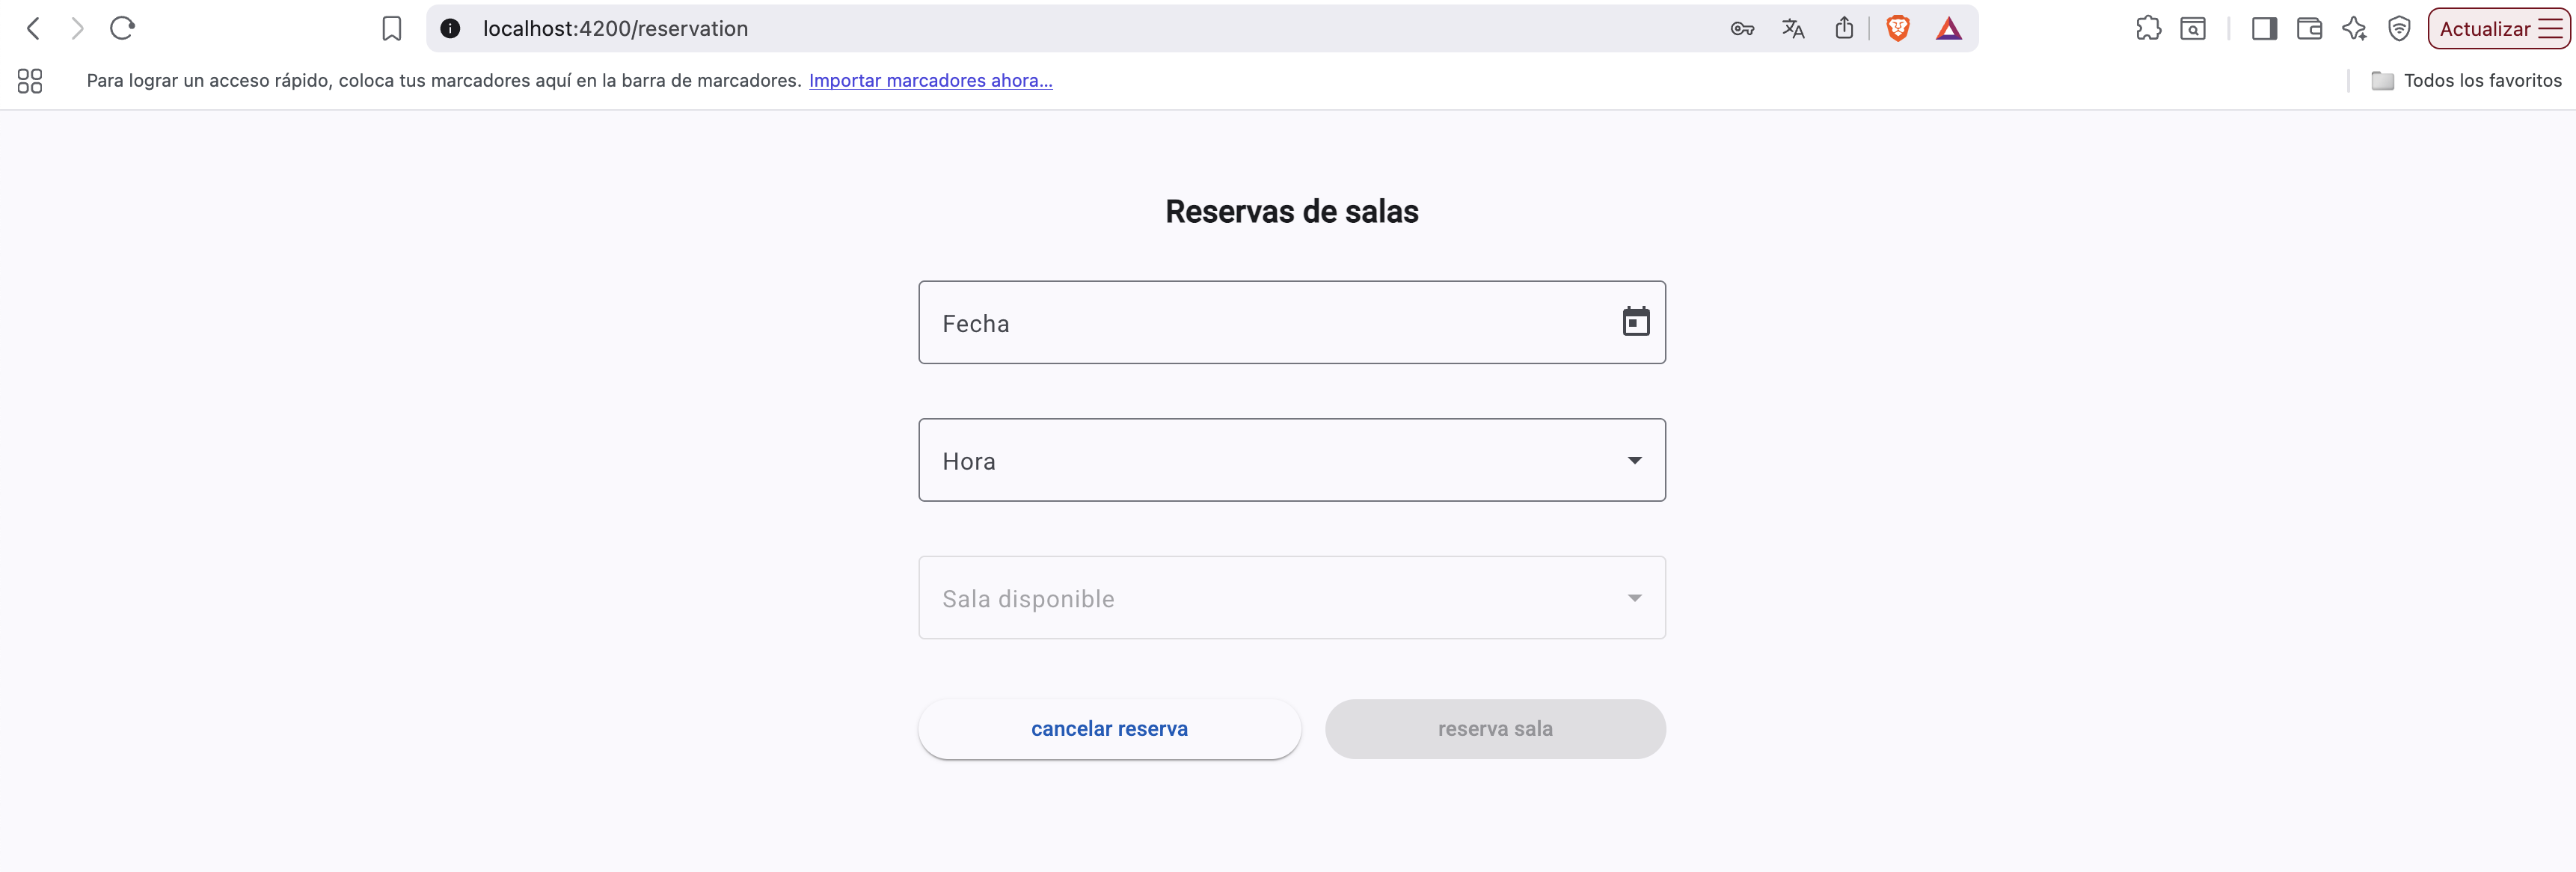 localhost:4200/reservation
Actualizar
Para lograr un acceso rápido, coloca tus marcadores aquí en la barra de marcadores. Importar marcadores ahora...
Todos los favoritos
Reservas de salas
Fecha
Hora
Sala disponible
cancelar reserva
reserva sala